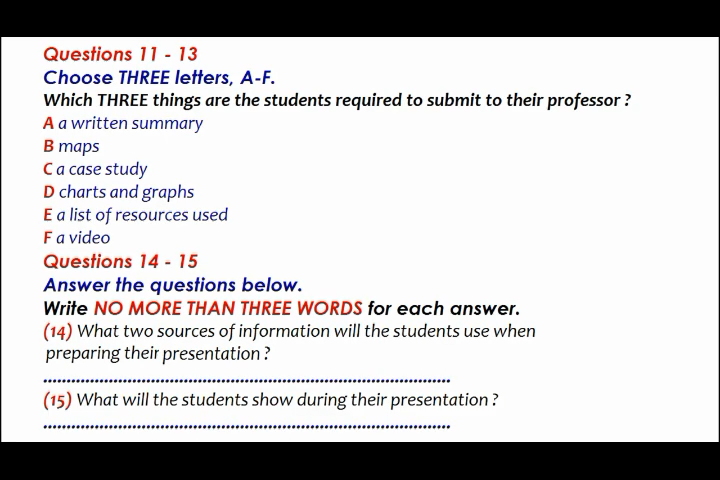 Questions 11 - 13
Choose THREE letters, A-F.
Which THREE things are the students required to submit to their professor ?
A a written summary
B maps
C a case study
D charts and graphs
E a list of resources used
F a video
Questions 14 - 15
Answer the questions below.
Write NO MORE THAN THREE WORDS for each answer.
(14) What two sources of information will the students use when
preparing their presentation ?
................................................................................
(15) What will the students show during their presentation ?
................................................................................